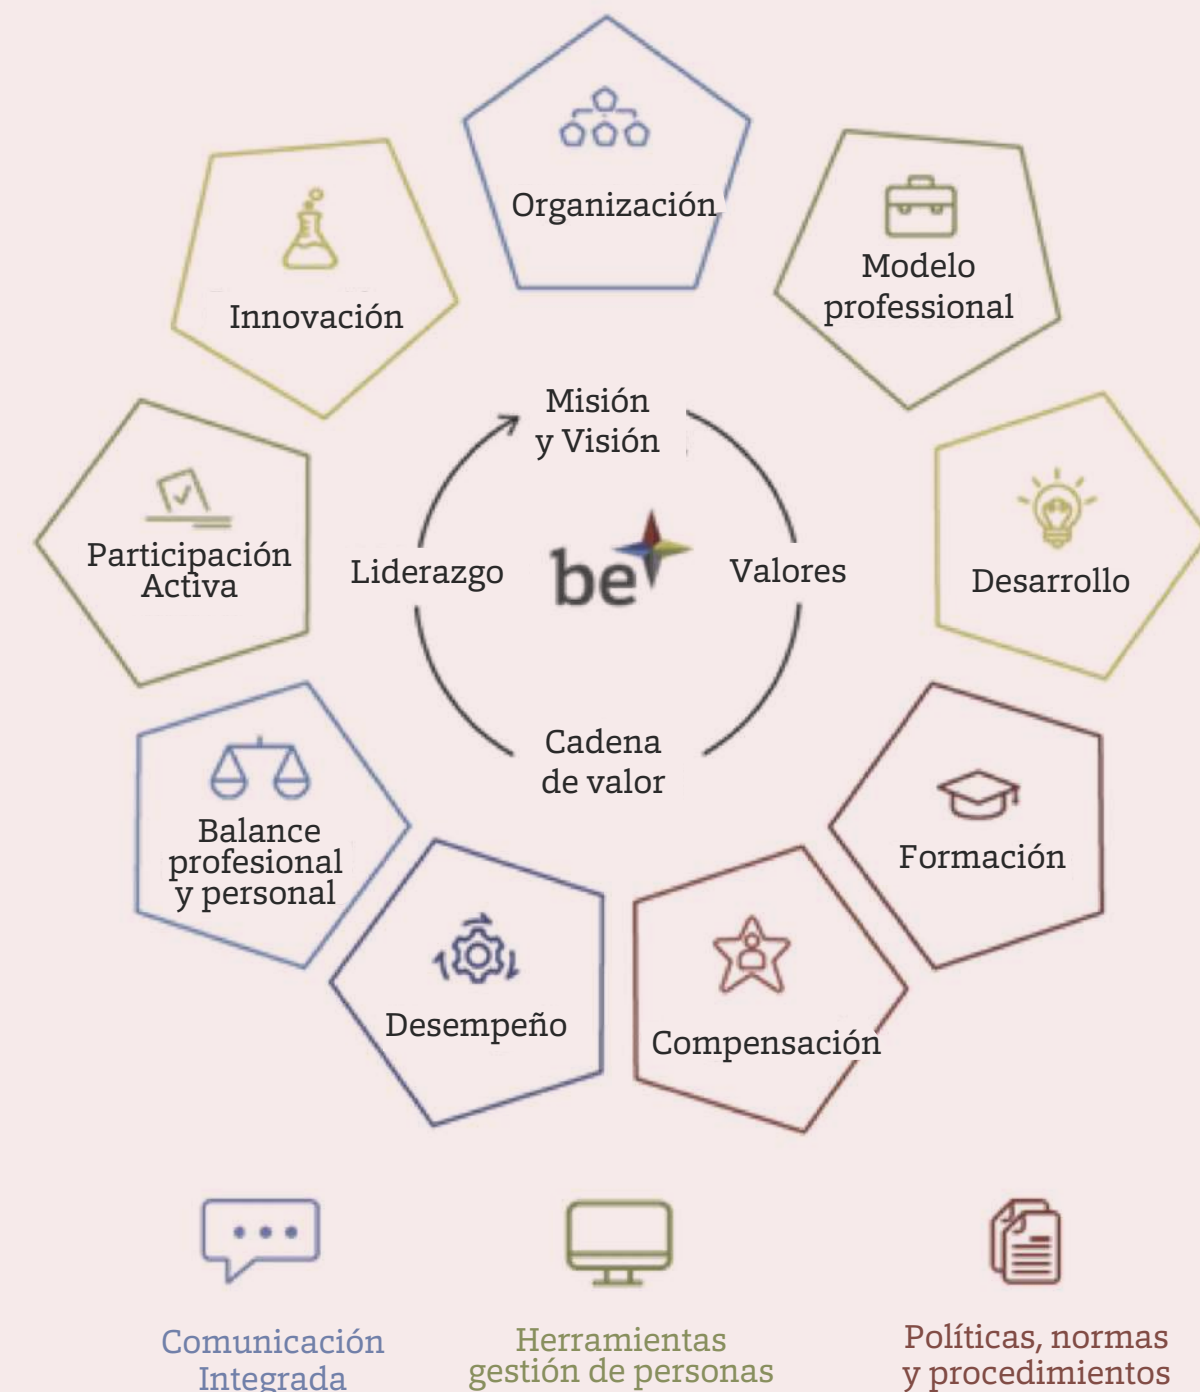 Organización
Modelo
professional
Innovación
Misión
y Visión
Participación
Activa
Liderazgo
be
Valores
Desarrollo
Cadena
de valor
Balance
profesional
y personal
Formación
Desempeño
Compensación
Comunicación
Integrada
Herramientas
gestión de personas
Políticas, normas
y procedimientos